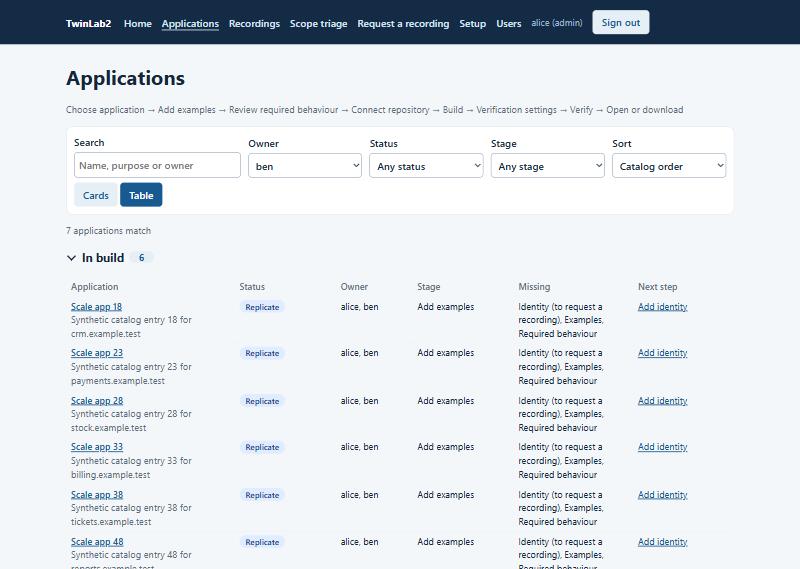 TwinLab2 Home Applications Recordings Scope triage Request a recording Setup Users alice (admin) Sign out
Applications
Choose application → Add examples → Review required behaviour → Connect repository → Build → Verification settings → Verify → Open or download
Search Owner Status Stage Sort
Name, purpose or owner ben Any status Any stage Catalog order
Cards Table
7 applications match
In build 6
Application Status Owner Stage Missing Next step
Scale app 18 Replicate alice, ben Add examples Identity (to request a Add identity
Synthetic catalog entry 18 for recording), Examples,
crm.example.test Required behaviour
Scale app 23 Replicate alice, ben Add examples Identity (to request a Add identity
Synthetic catalog entry 23 for recording), Examples,
payments.example.test Required behaviour
Scale app 28 Replicate alice, ben Add examples Identity (to request a Add identity
Synthetic catalog entry 28 for recording), Examples,
stock.example.test Required behaviour
Scale app 33 Replicate alice, ben Add examples Identity (to request a Add identity
Synthetic catalog entry 33 for recording), Examples,
billing.example.test Required behaviour
Scale app 38 Replicate alice, ben Add examples Identity (to request a Add identity
Synthetic catalog entry 38 for recording), Examples,
tickets.example.test Required behaviour
Scale app 48 Replicate alice, ben Add examples Identity (to request a Add identity
Synthetic catalog entry 48 for recording), Examples,
reports.example.test Required behaviour